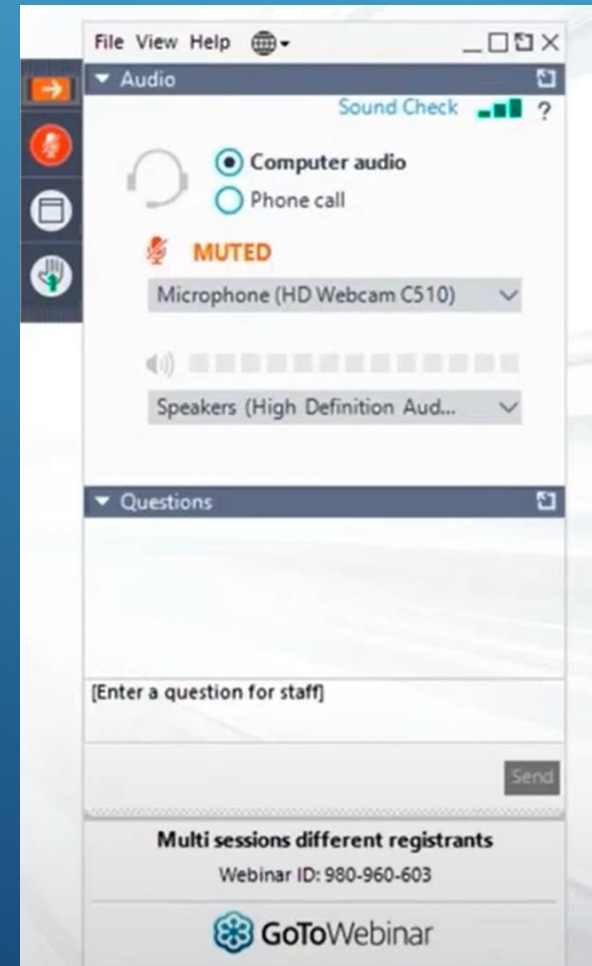 File View Help
Audio
Sound Check ?
Computer audio
Phone call
MUTED
Microphone (HD Webcam C510)
Speakers (High Definition Aud...
Questions
[Enter a question for staff]
Send
Multi sessions different registrants
Webinar ID: 980-960-603
GoToWebinar